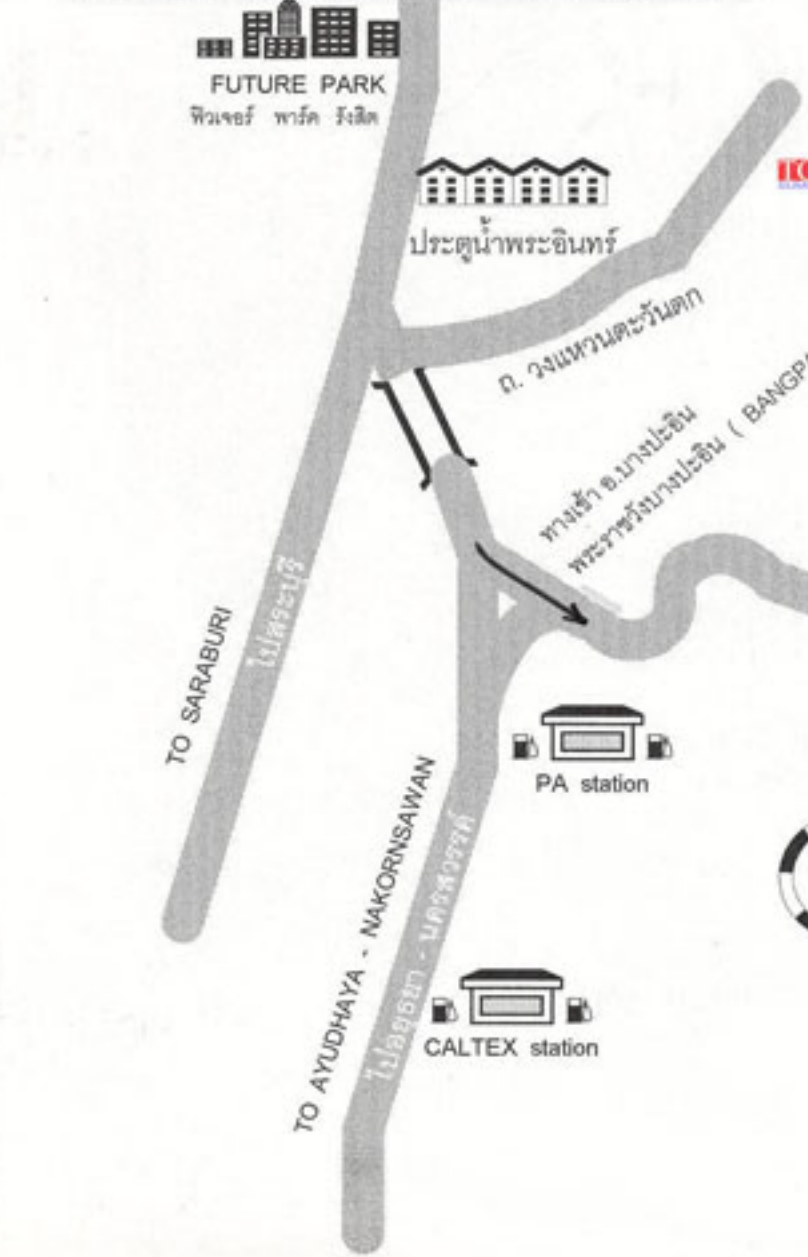 FUTURE PARK
ฟิวเจอร์ พาร์ค รังสิต
ประตูน้ำพระอินทร์
ถ. วงแหวนตะวันตก
ทางเข้า อ.บางปะอิน
พระราชวังบางปะอิน ( BANGPA
TO SARABURI
ไปสระบุรี
PA station
TO AYUDHAYA - NAKORNSAWAN
ไปอยุธยา - นครสวรรค์
CALTEX station